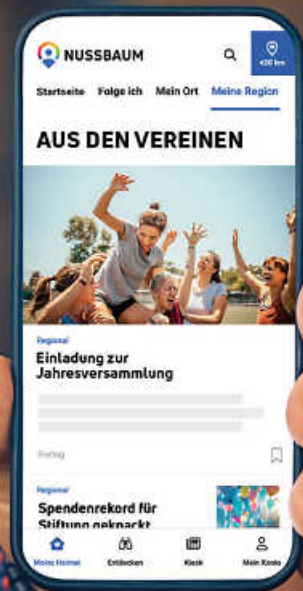 NUSSBAUM
+20 km
Startseite Folge ich Mein Ort Meine Region
AUS DEN VEREINEN
Regional
Einladung zur
Jahresversammlung
Freitag
Regional
Spendenrekord für
Stiftung geknackt
Meine Heimat Entdecken Kiosk Mein Konto